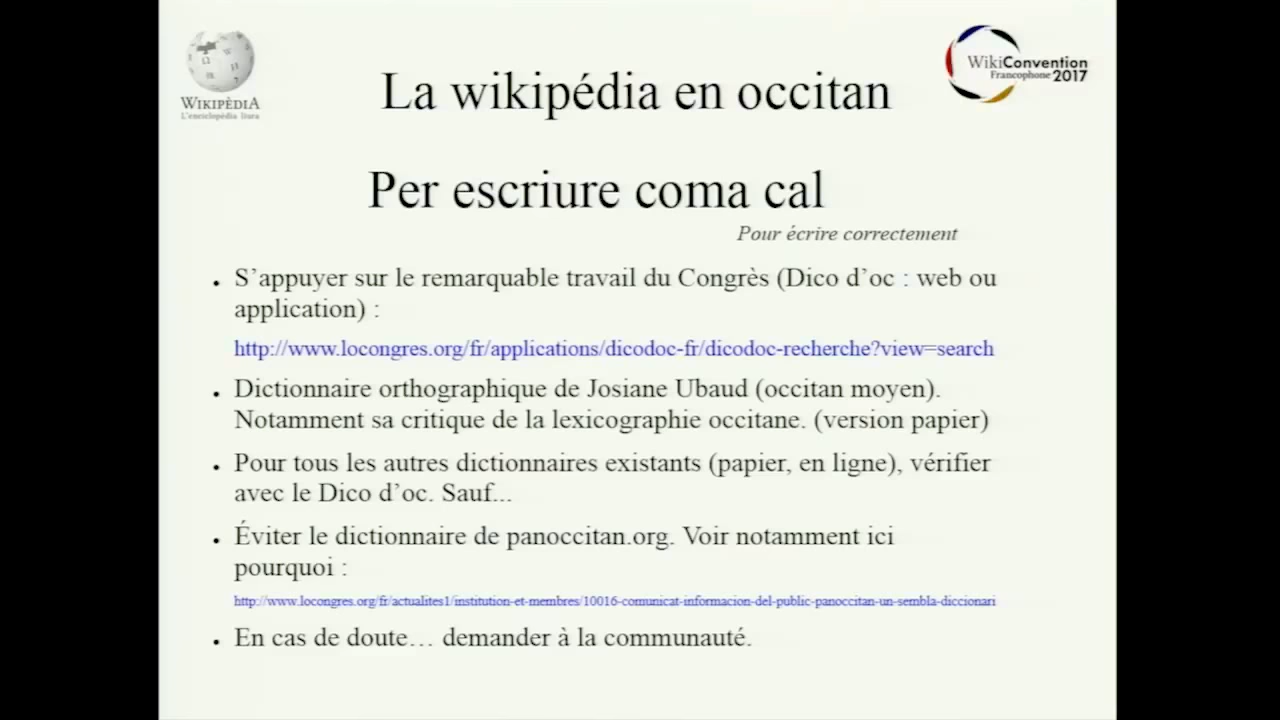 WIKIPÈDIA
L'enciclopèdia liura
WikiConvention
Francophone 2017
La wikipédia en occitan
Per escriure coma cal
Pour écrire correctement
S’appuyer sur le remarquable travail du Congrès (Dico d’oc : web ou
application) :
http://www.locongres.org/fr/applications/dicodoc-fr/dicodoc-recherche?view=search
Dictionnaire orthographique de Josiane Ubaud (occitan moyen).
Notamment sa critique de la lexicographie occitane. (version papier)
Pour tous les autres dictionnaires existants (papier, en ligne), vérifier
avec le Dico d’oc. Sauf...
Éviter le dictionnaire de panoccitan.org. Voir notamment ici
pourquoi :
http://www.locongres.org/fr/actualites1/institution-et-membres/10016-comunicat-informacion-del-public-panoccitan-un-sembla-diccionari
En cas de doute… demander à la communauté.